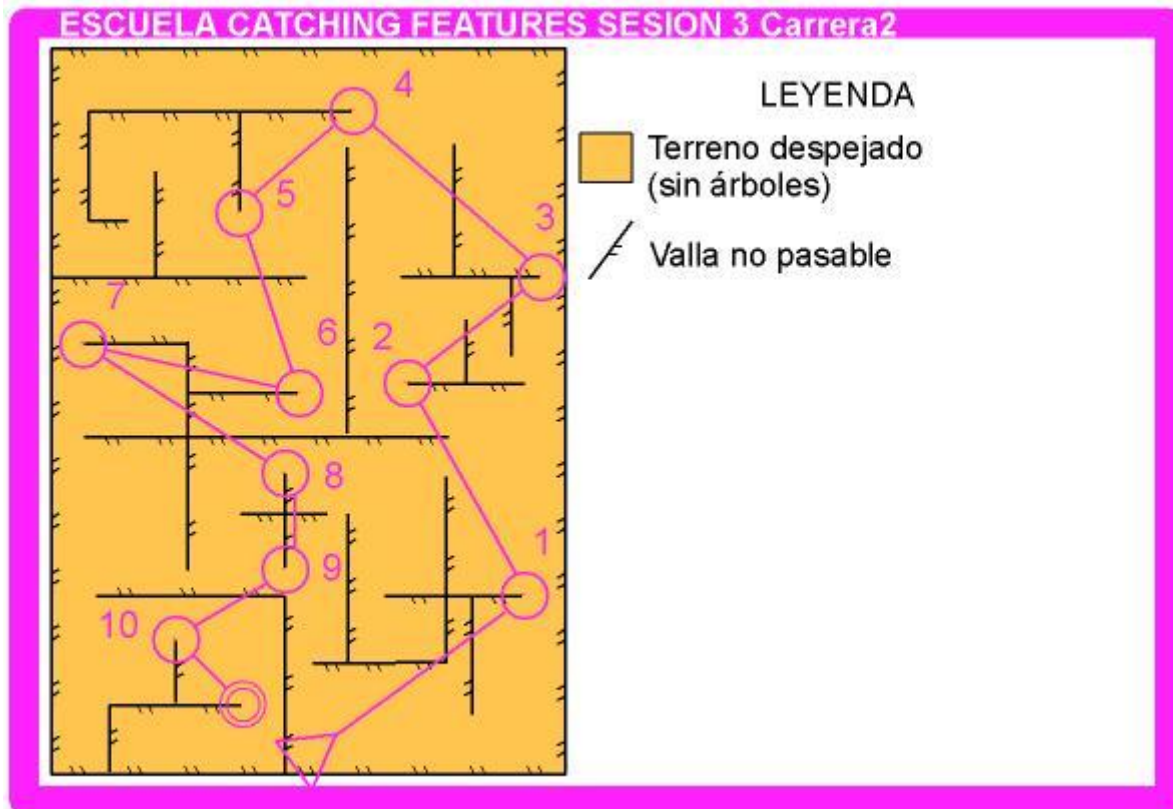 ESCUELA CATCHING FEATURES SESION 3 Carrera2
4
LEYENDA
Terreno despejado
(sin árboles)
5
3
Valla no pasable
7
6
2
8
1
9
10